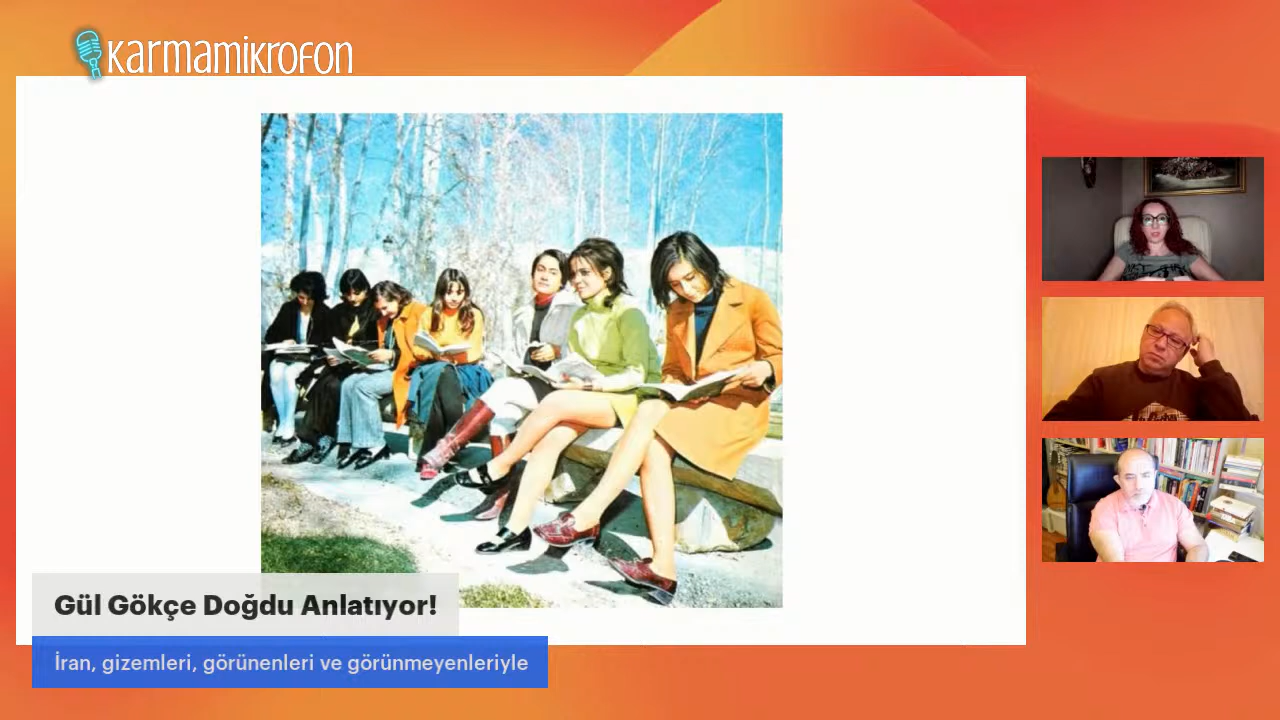 karmamikrofon
Gül Gökçe Doğdu Anlatıyor!
İran, gizemleri, görünenleri ve görünmeyenleriyle